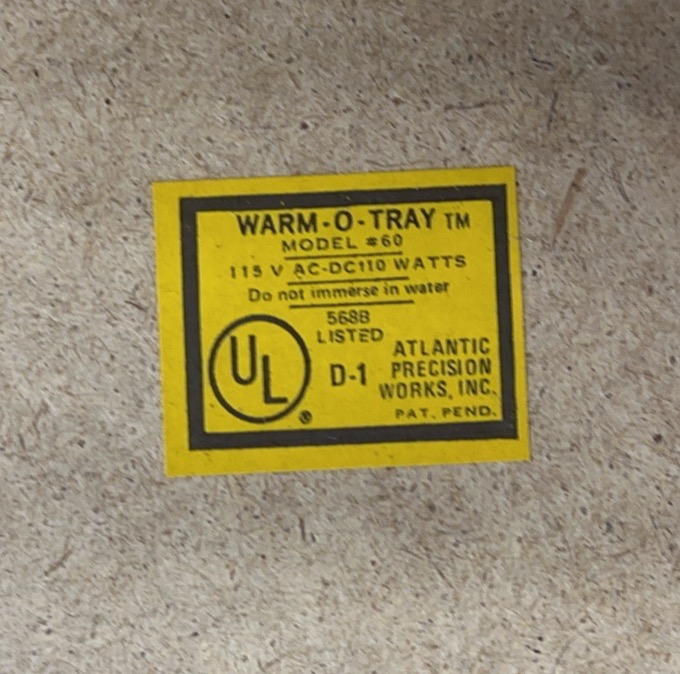 WARM-O-TRAY TM
MODEL #60
115 V AC-DC110 WATTS
Do not immerse in water
568B
LISTED
UL
®
D-1
ATLANTIC
PRECISION
WORKS, INC.
PAT. PEND.